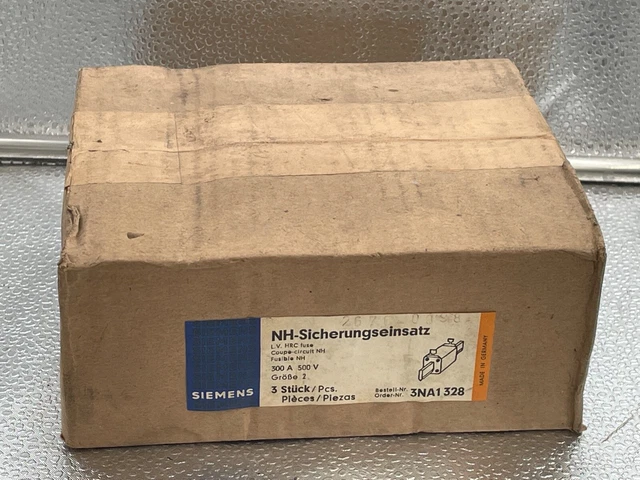 NH-Sicherungseinsatz
L.V. HRC fuse
Coupe-circuit NH
Fusible NH
300 A 500 V
Größe 2
3 Stück/Pcs.
Pièces/Piezas
SIEMENS
Bestell-Nr.
Order-Nr. 3NA1 328
MADE IN GERMANY